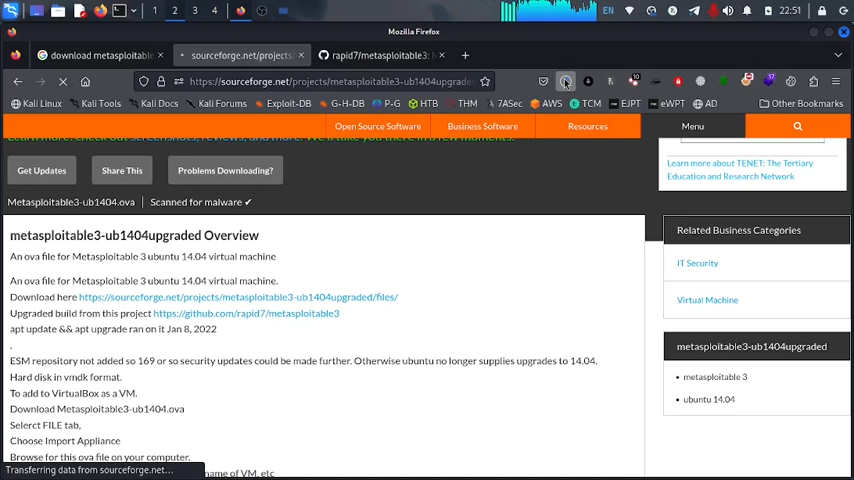 1 2 3 4 EN 22:51
Mozilla Firefox
download metasploitable × sourceforge.net/projects × rapid7/metasploitable3: M × +
https://sourceforge.net/projects/metasploitable3-ub1404upgrade
Kali Linux Kali Tools Kali Forums Exploit-DB G-H-DB P-G HTB THM 7ASec AWS TCM EJPT eWPT AD Other Bookmarks
Open Source Software Business Software Resources Menu
Learn more about TENET: The Tertiary
Education and Research Network
Get Updates Share This Problems Downloading?
Metasploitable3-ub1404.ova Scanned for malware ✔
metasploitable3-ub1404upgraded Overview
An ova file for Metasploitable 3 ubuntu 14.04 virtual machine
An ova file for Metasploitable 3 ubuntu 14.04 virtual machine.
Download here https://sourceforge.net/projects/metasploitable3-ub1404upgraded/files/
Upgraded build from this project https://github.com/rapid7/metasploitable3
apt update && apt upgrade ran on it Jan 8, 2022
.
ESM repository not added so 169 or so security updates could be made further. Otherwise ubuntu no longer supplies upgrades to 14.04.
Hard disk in vmdk format.
To add to VirtualBox as a VM.
Download Metasploitable3-ub1404.ova
Selerct FILE tab,
Choose Import Appliance
Browse for this ova file on your computer.
name of VM, etc
Related Business Categories
IT Security
Virtual Machine
metasploitable3-ub1404upgraded
• metasploitable 3
• ubuntu 14.04
Transferring data from sourceforge.net...